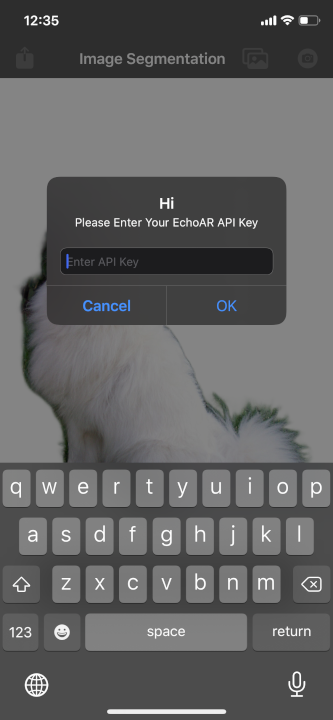 12:35
Image Segmentation
Hi
Please Enter Your EchoAR API Key
Enter API Key
Cancel OK
q w e r t y u i o p
a s d f g h j k l
z x c v b n m
123 space return